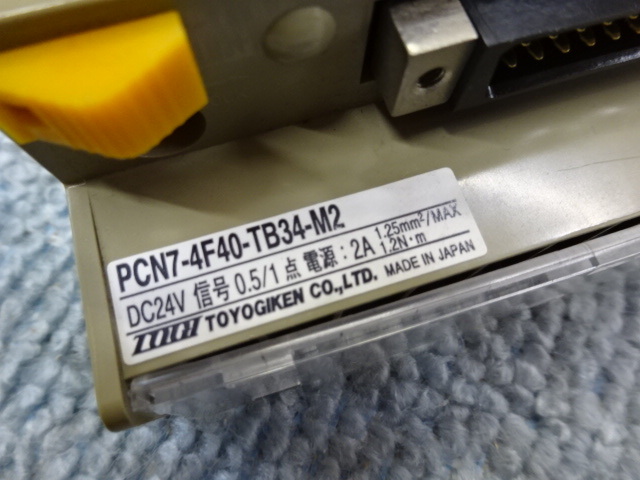 PCN7-4F40-TB34-M2
DC24V 信号 0.5/1 点 電源 : 2A 1.25mm²/MAX
1.2N·m
TOGI TOYOGIKEN CO.,LTD. MADE IN JAPAN